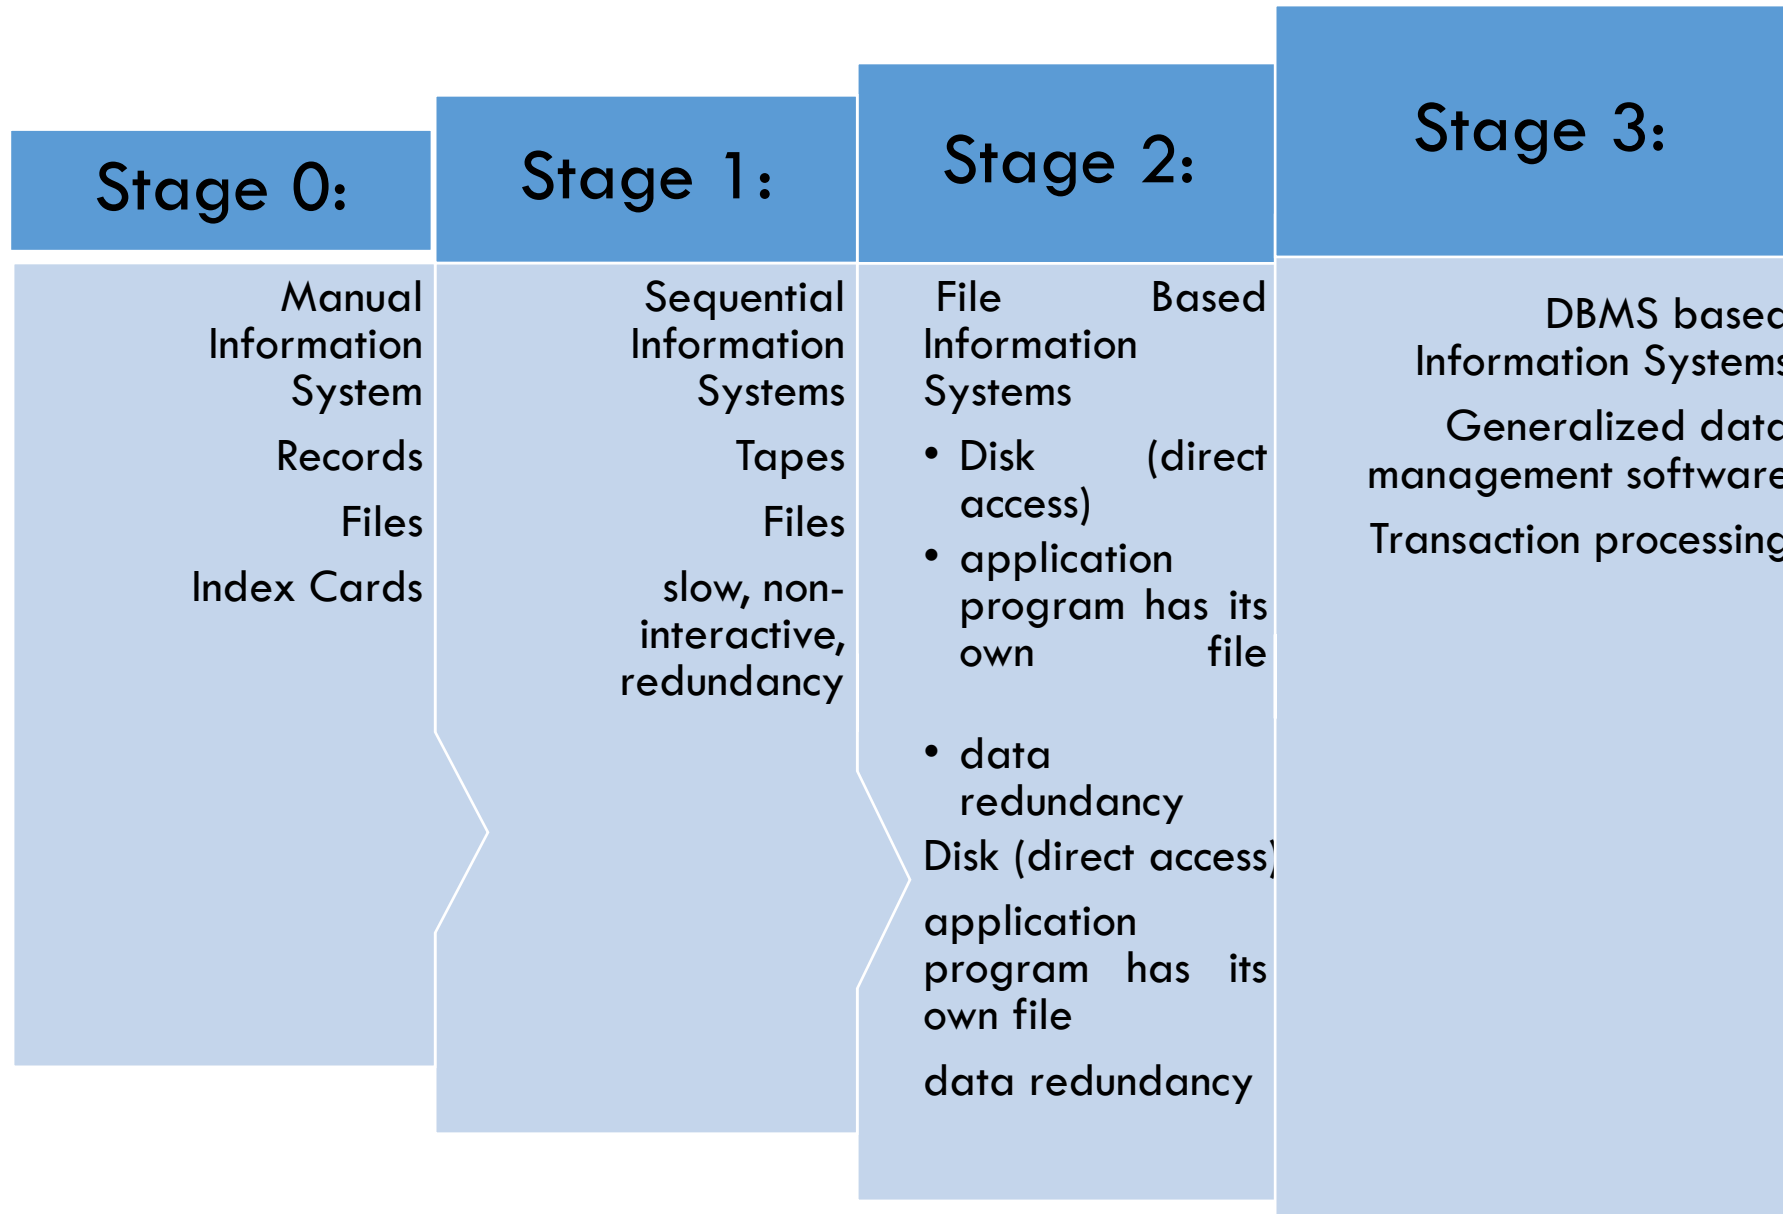 Stage 0:
Manual
Information
System
Records
Files
Index Cards
Stage 1:
Sequential
Information
Systems
Tapes
Files
slow, non-
interactive,
redundancy
Stage 2:
File Based
Information
Systems
• Disk (direct
access)
• application
program has its
own file
• data
redundancy
Disk (direct access)
application
program has its
own file
data redundancy
Stage 3:
DBMS based
Information Systems
Generalized data
management software
Transaction processing